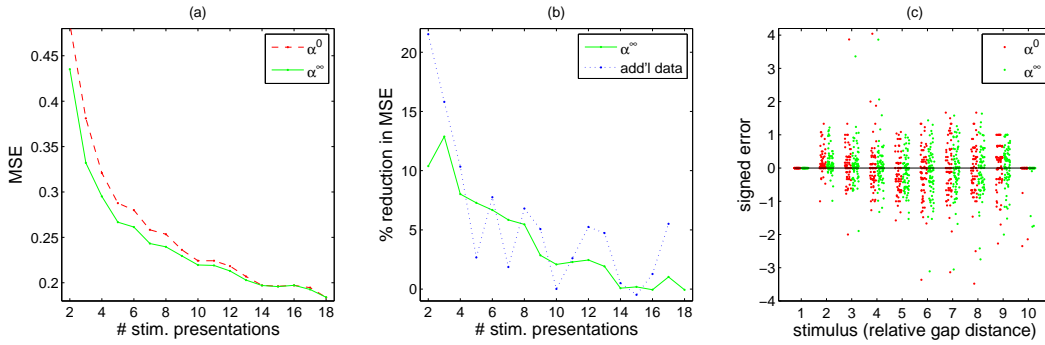 (a)
MSE
0.45
0.4
0.35
0.3
0.25
0.2
2 4 6 8 10 12 14 16 18
# stim. presentations
α⁰
α∞
(b)
% reduction in MSE
20
15
10
5
0
2 4 6 8 10 12 14 16 18
# stim. presentations
α∞
add'l data
(c)
signed error
4
3
2
1
0
−1
−2
−3
−4
1 2 3 4 5 6 7 8 9 10
stimulus (relative gap distance)
α⁰
α∞